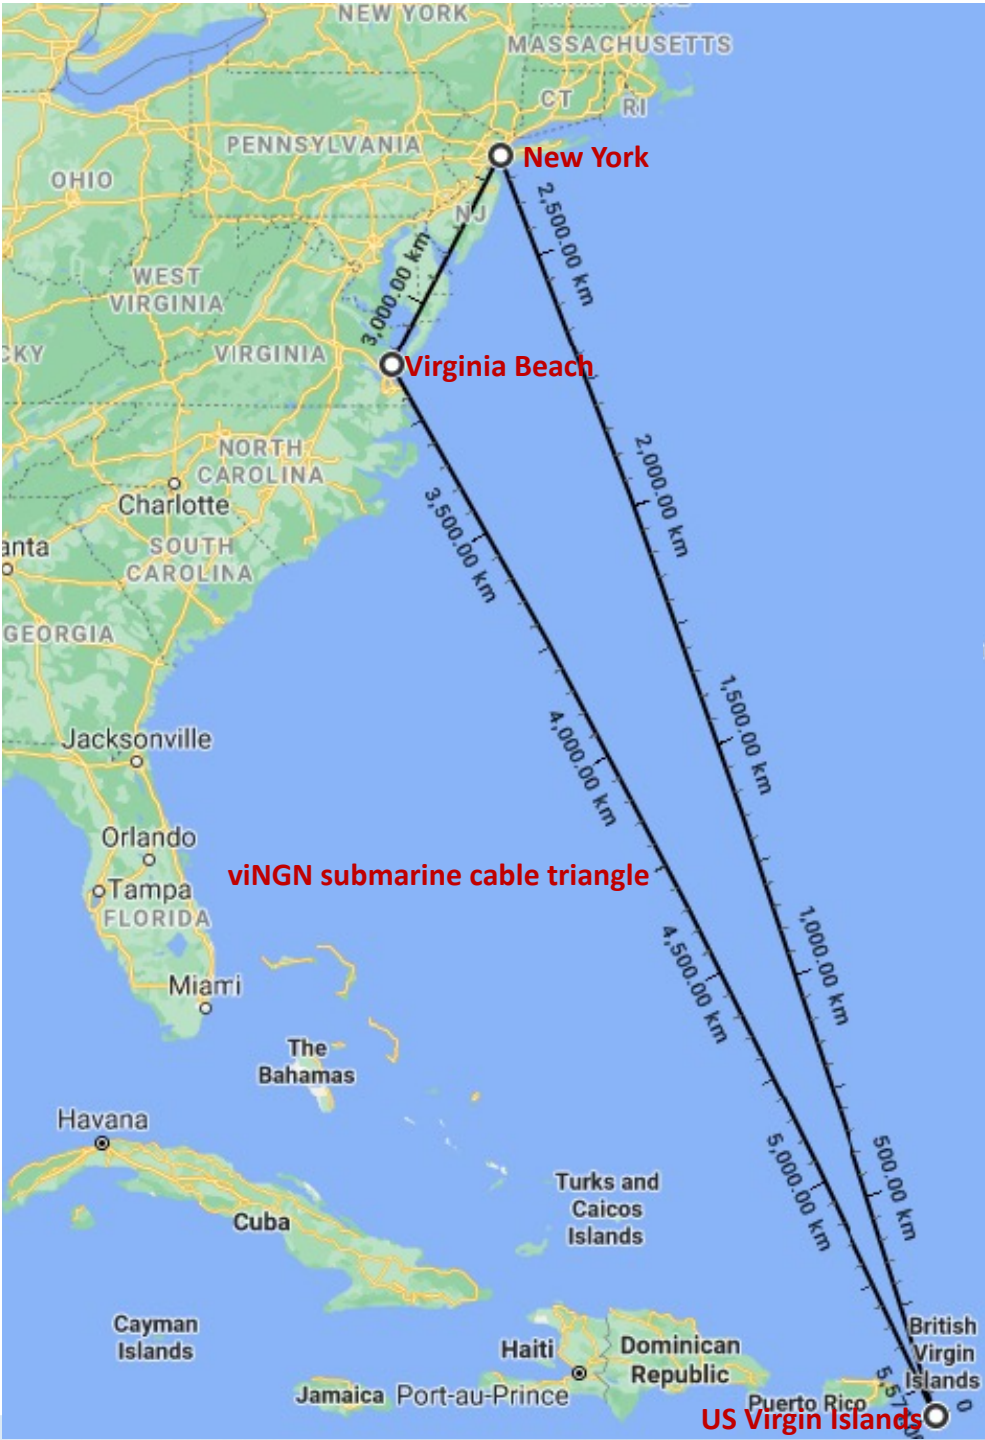 NEW YORK
MASSACHUSETTS
CT
RI
PENNSYLVANIA
New York
OHIO
NJ
2,500.00 km
WEST
VIRGINIA
3,000.00 km
CKY
VIRGINIA
Virginia Beach
NORTH
CAROLINA
2,000.00 km
Charlotte
3,500.00 km
anta
SOUTH
CAROLINA
GEORGIA
1,500.00 km
Jacksonville
4,000.00 km
Orlando
viNGN submarine cable triangle
Tampa
FLORIDA
1,000.00 km
4,500.00 km
Miami
The
Bahamas
Havana
500.00 km
5,000.00 km
Turks and
Caicos
Islands
Cuba
Cayman
Islands
British
Virgin
Islands
Haiti
Dominican
Republic
Jamaica
Port-au-Prince
Puerto Rico
0
US Virgin Islands